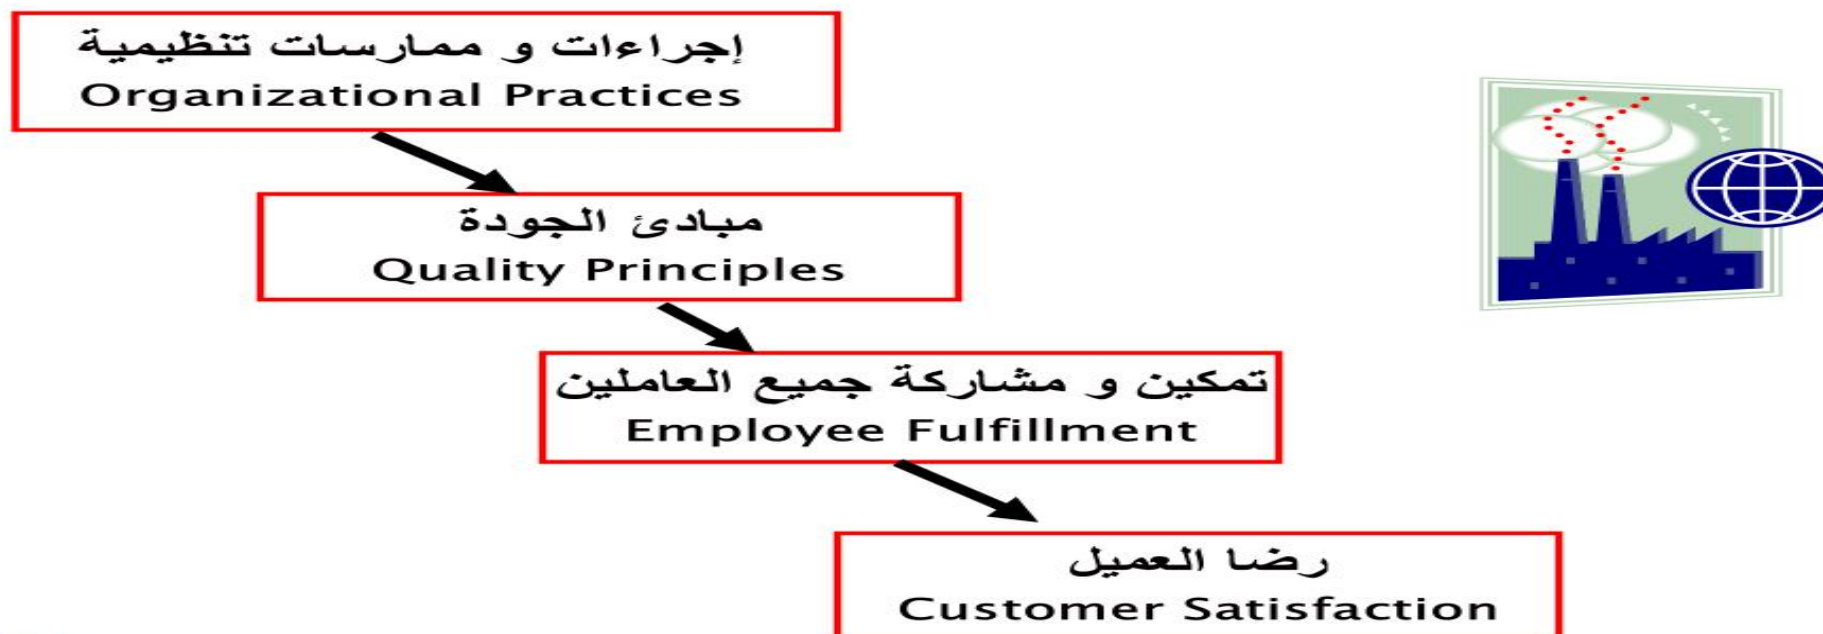 إجراءات و ممارسات تنظيمية
Organizational Practices
مبادئ الجودة
Quality Principles
تمكين و مشاركة جميع العاملين
Employee Fulfillment
رضا العميل
Customer Satisfaction